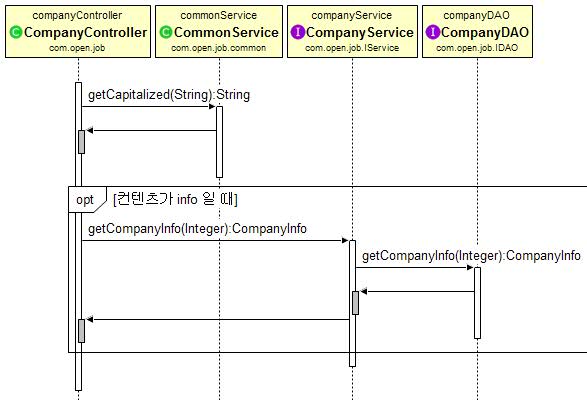 companyController
CompanyController
com.open.job
commonService
CommonService
com.open.job.common
companyService
CompanyService
com.open.job.IService
companyDAO
CompanyDAO
com.open.job.IDAO
getCapitalized(String):String
opt
[컨텐츠가 info 일 때]
getCompanyInfo(Integer):CompanyInfo
getCompanyInfo(Integer):CompanyInfo